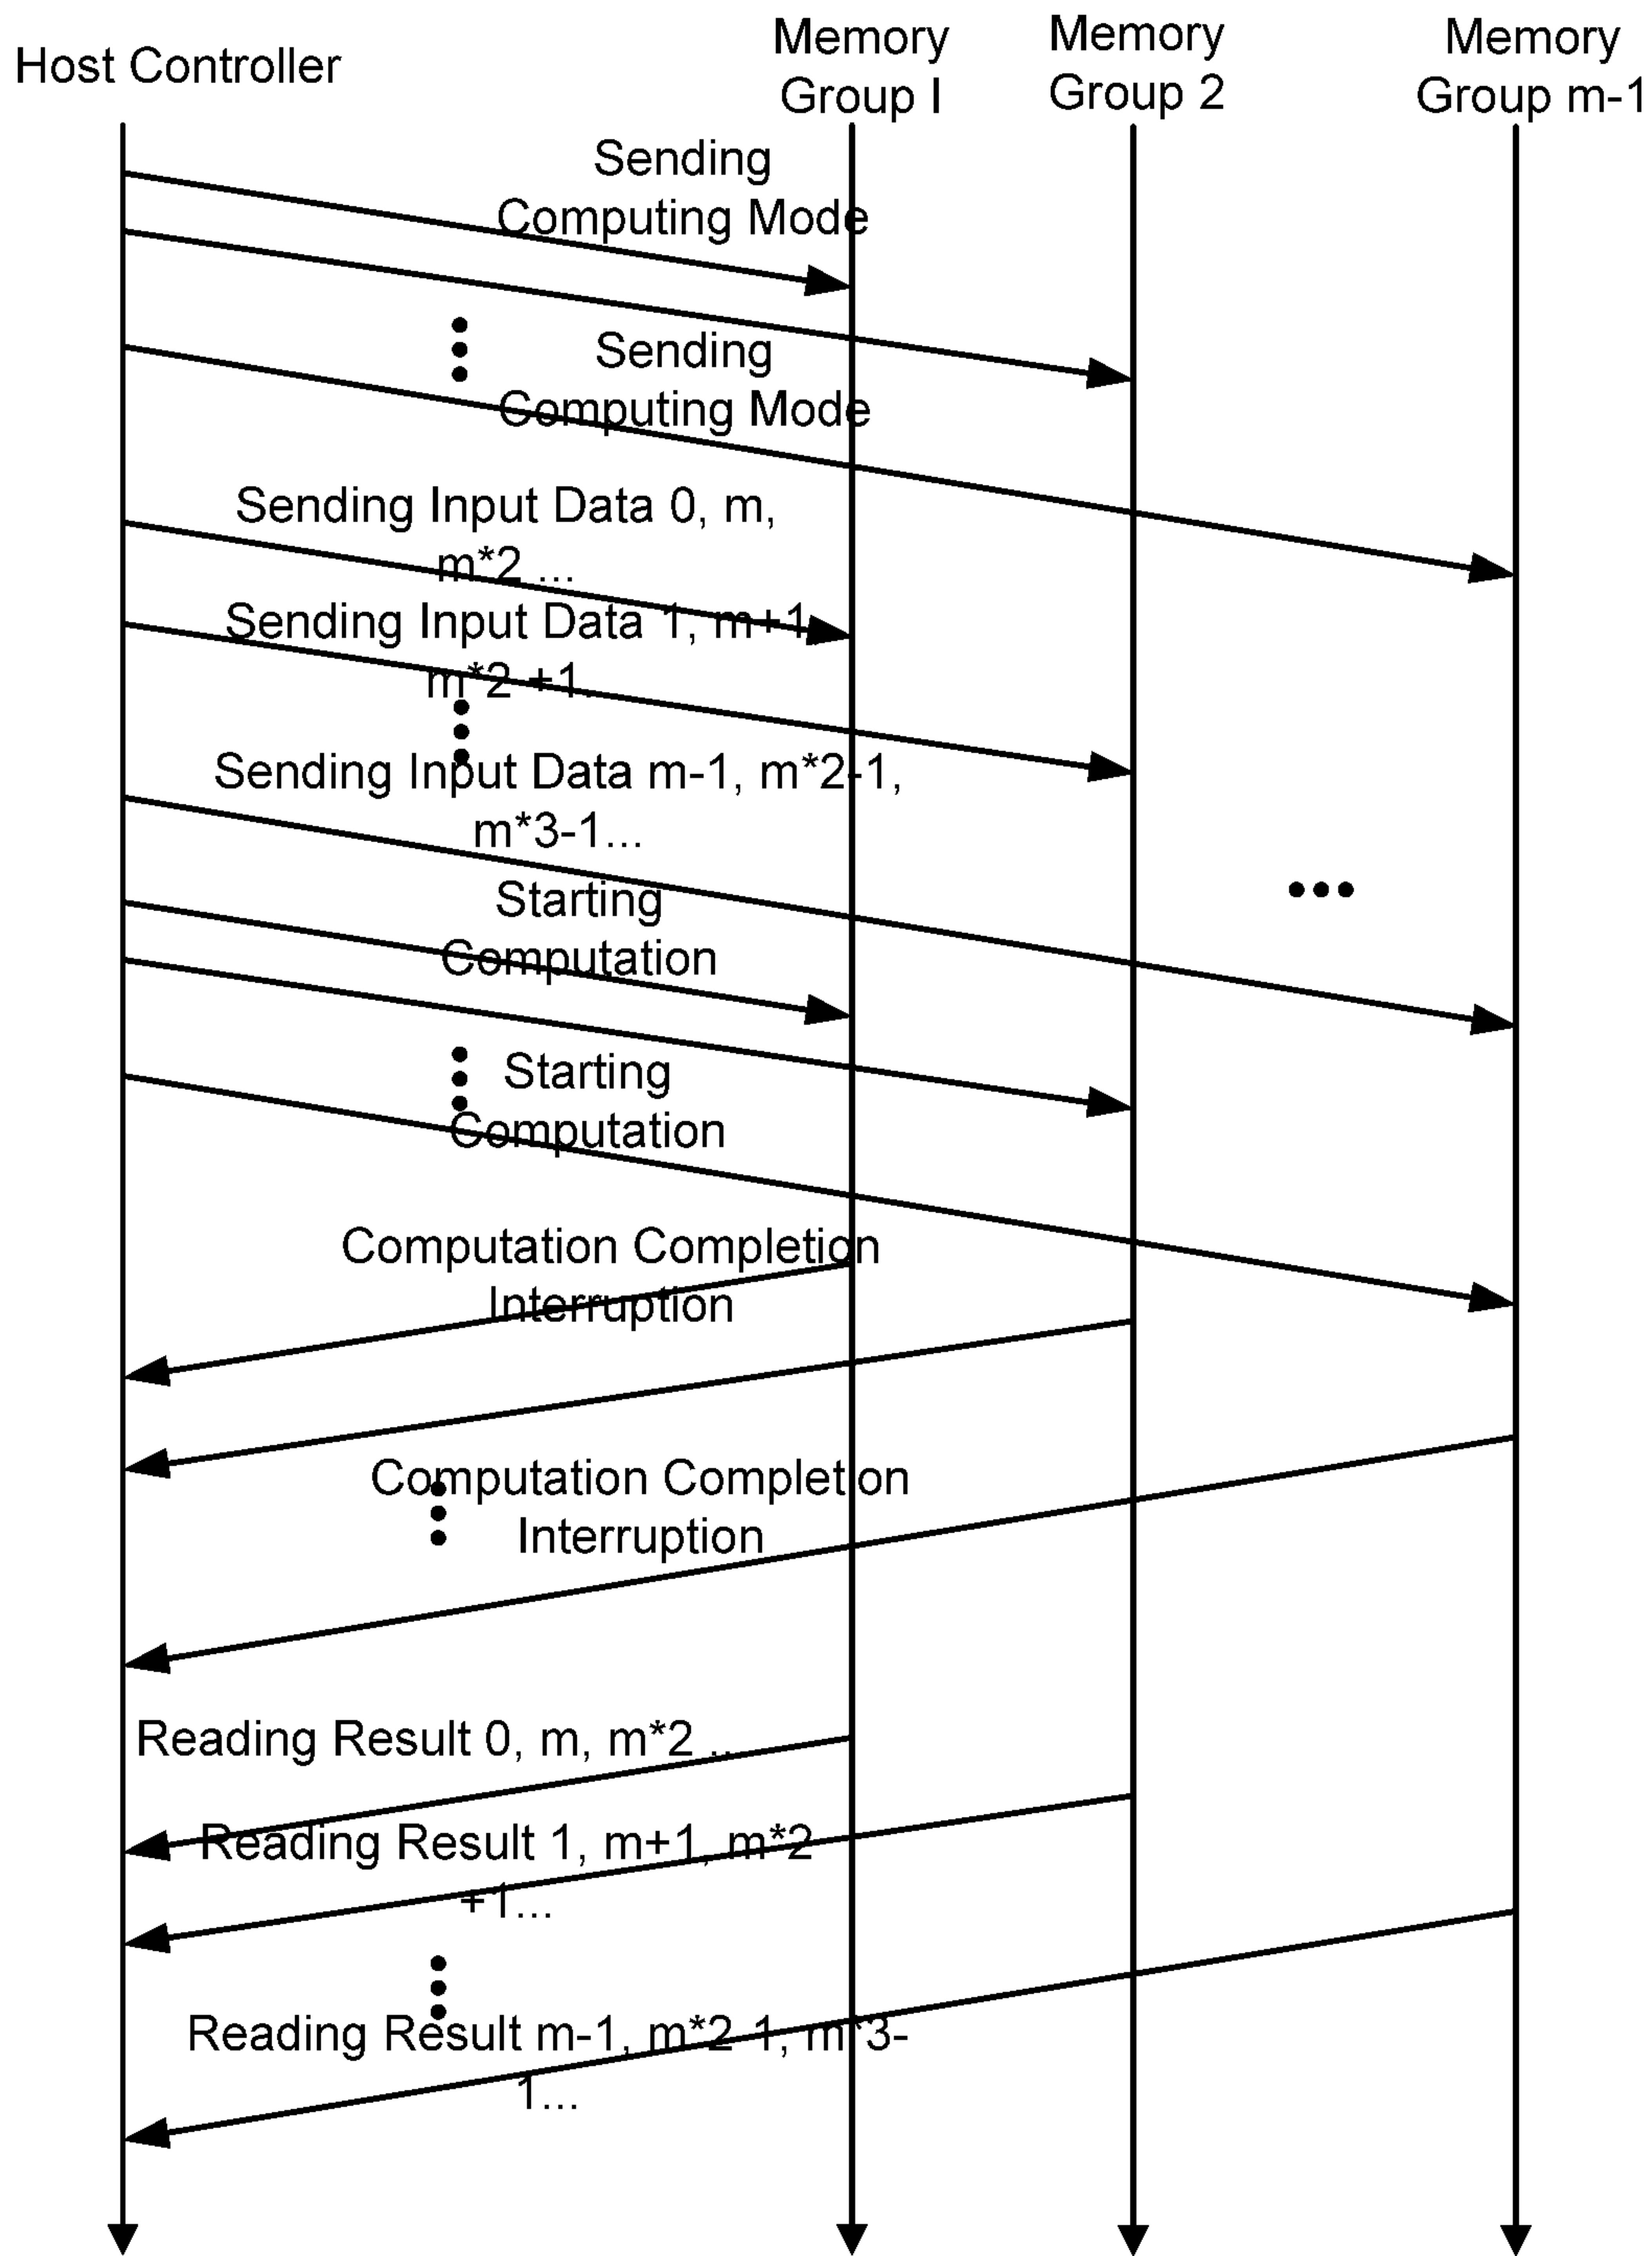 Host Controller
Memory
Group I
Memory
Group 2
Memory
Group m-1
Sending
Computing Mode
Sending
Computing Mode
Sending Input Data 0, m,
m*2 ...
Sending Input Data 1, m+1
m*2 +1.
Sending Input Data m-1, m*2-1,
m*3-1...
Starting
Computation
Starting
Computation
Computation Completion
Interruption
Computation Completion
Interruption
Reading Result 0, m, m*2 ..
Reading Result 1, m+1, m*2
+1...
Reading Result m-1, m*2-1, m*3-
1...